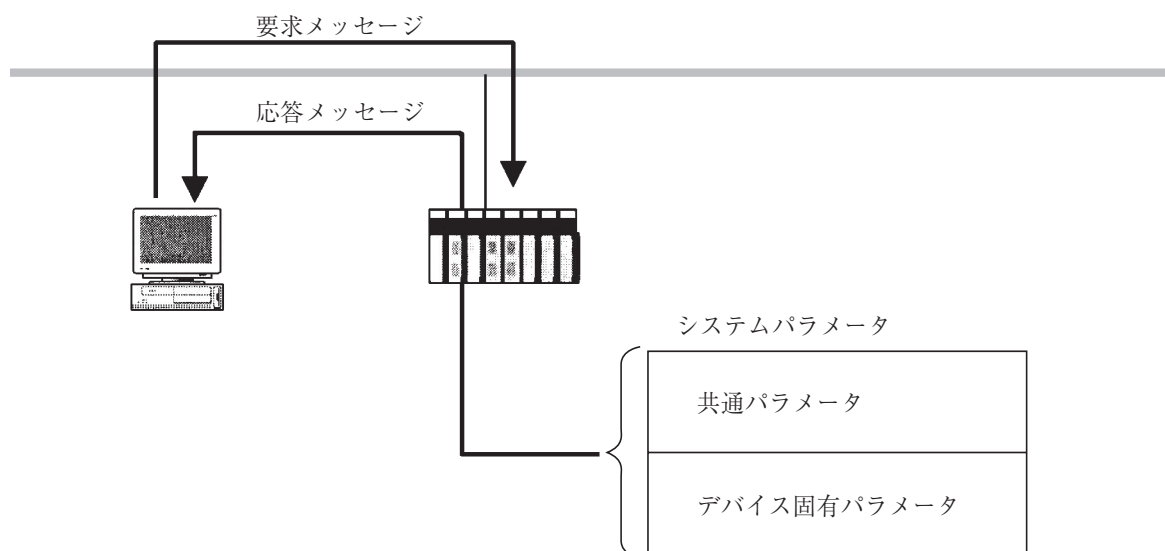 要求メッセージ
応答メッセージ
システムパラメータ
共通パラメータ
デバイス固有パラメータ